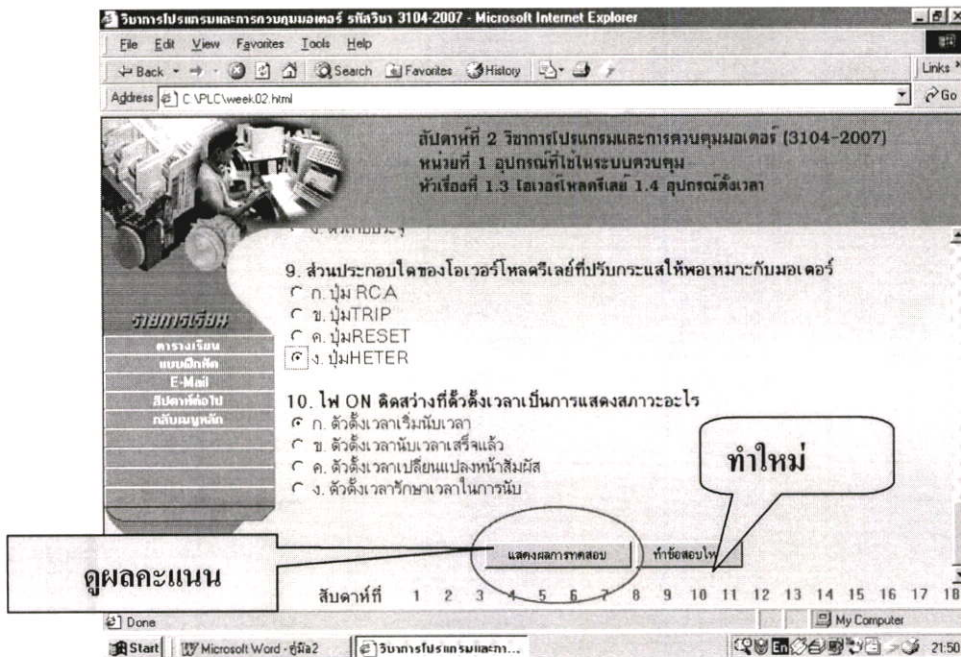 วิชาการโปรแกรมและการควบคุมมอเตอร์ รหัสวิชา 3104-2007 - Microsoft Internet Explorer
File Edit View Favorites Tools Help
Back Search Favorites History Links
Address C:\PLC\week02.html Go
สัปดาห์ที่ 2 วิชาการโปรแกรมและการควบคุมมอเตอร์ (3104-2007)
หน่วยที่ 1 อุปกรณ์ที่ใช้ในระบบควบคุม
หัวเรื่องที่ 1.3 โอเวอร์โหลดรีเลย์ 1.4 อุปกรณ์ตั้งเวลา
9. ส่วนประกอบใดของโอเวอร์โหลดรีเลย์ที่ปรับกระแสให้พอเหมาะกับมอเตอร์
ก. ปุ่ม RCA
ข. ปุ่มTRIP
ค. ปุ่มRESET
ง. ปุ่มHETER
รายการเรียน
ตารางเรียน
แบบฝึกหัด
E-Mail
สัปดาห์ต่อไป
กลับเมนูหลัก
10. ไฟ ON ติดสว่างที่ตั้วตั้งเวลาเป็นการแสดงสภาวะอะไร
ก. ตัวตั้งเวลาเริ่มนับเวลา
ข. ตัวตั้งเวลานับเวลาเสร็จแล้ว
ค. ตัวตั้งเวลาเปลี่ยนแปลงหน้าสัมผัส
ง. ตัวตั้งเวลารักษาเวลาในการนับ
ทำใหม่
ดูผลคะแนน
แสดงผลการทดสอบ ทำข้อสอบให
สัปดาห์ที่ 1 2 3 4 5 6 7 8 9 10 11 12 13 14 15 16 17 18
Done My Computer
Start Microsoft Word - คู่มือ2 วิชาการโปรแกรมและกา... En 21:50